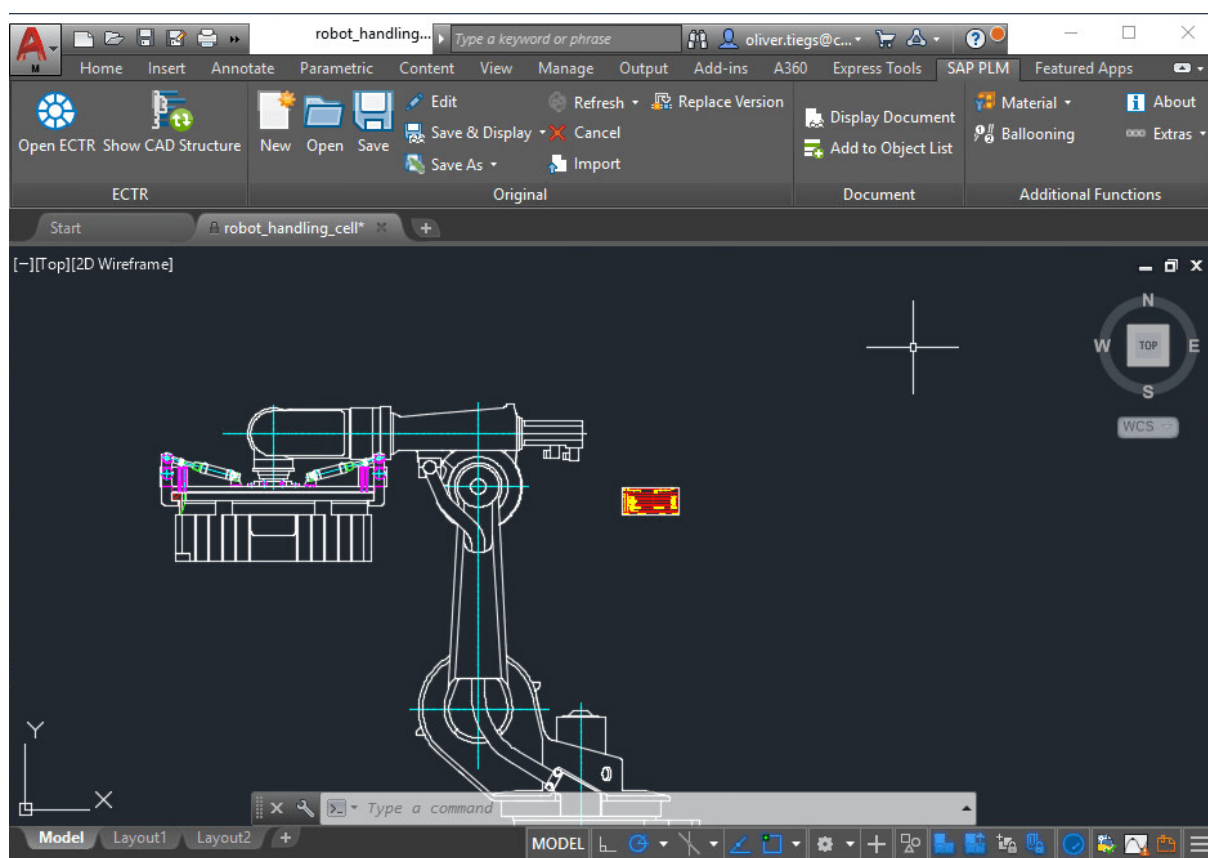 M
robot_handling...
Type a keyword or phrase
oliver.tiegs@c...
?
Home Insert Annotate Parametric Content View Manage Output Add-ins A360 Express Tools SAP PLM Featured Apps
Open ECTR
Show CAD Structure
ECTR
New
Open
Save
Edit
Save & Display
Save As
Refresh
Cancel
Import
Replace Version
Original
Display Document
Add to Object List
Document
Material
Ballooning
About
Extras
Additional Functions
Start
robot_handling_cell*
[−][Top][2D Wireframe]
N
W
TOP
E
S
WCS
Y
X
Type a command
Model Layout1 Layout2 +
MODEL